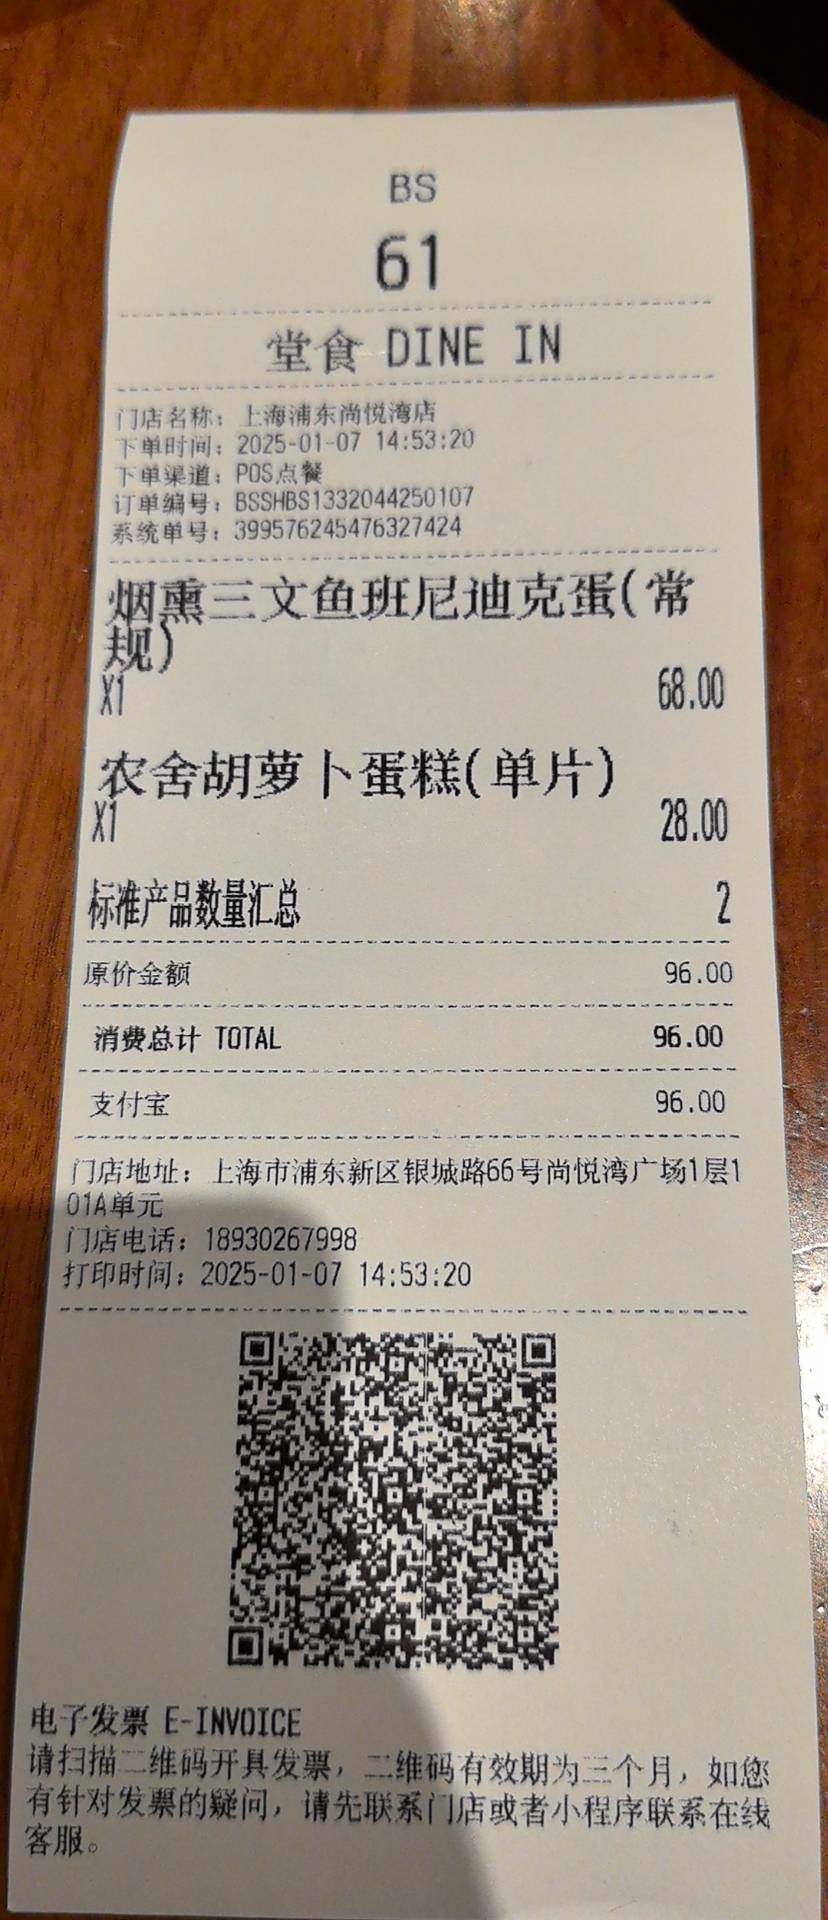 BS
61
堂食 DINE IN
门店名称：上海浦东尚悦湾店
下单时间：2025-01-07 14:53:20
下单渠道：POS点餐
订单编号：BSSHBS1332044250107
系统单号：399576245476327424
烟熏三文鱼班尼迪克蛋(常
规)
X1 68.00
农舍胡萝卜蛋糕(单片)
X1 28.00
标准产品数量汇总 2
原价金额 96.00
消费总计 TOTAL 96.00
支付宝 96.00
门店地址：上海市浦东新区银城路66号尚悦湾广场1层1
01A单元
门店电话：18930267998
打印时间：2025-01-07 14:53:20
电子发票 E-INVOICE
请扫描二维码开具发票，二维码有效期为三个月，如您
有针对发票的疑问，请先联系门店或者小程序联系在线
客服。